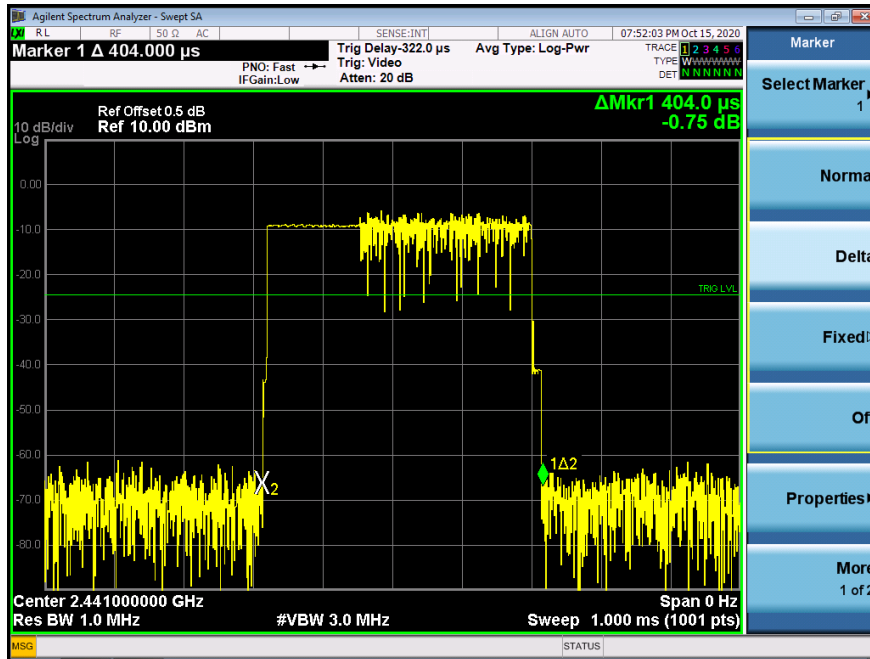 Agilent Spectrum Analyzer - Swept SA
LXI RL RF 50 Ω AC SENSE:INT ALIGN AUTO 07:52:03 PM Oct 15, 2020
Marker 1 Δ 404.000 µs
PNO: Fast
IFGain:Low
Trig Delay-322.0 µs
Trig: Video
Atten: 20 dB
Avg Type: Log-Pwr
TRACE 1 2 3 4 5 6
TYPE WWWWWW
DET N N N N N N
ΔMkr1 404.0 µs
-0.75 dB
Ref Offset 0.5 dB
10 dB/div Ref 10.00 dBm
Log
0.00
-10.0
-20.0
TRIG LVL
-30.0
-40.0
-50.0
-60.0
1Δ2
X2
-70.0
-80.0
Center 2.441000000 GHz Span 0 Hz
Res BW 1.0 MHz #VBW 3.0 MHz Sweep 1.000 ms (1001 pts)
MSG STATUS
Marker
Select Marker
1
Norma
Delta
Fixed
Of
Properties
More
1 of 2